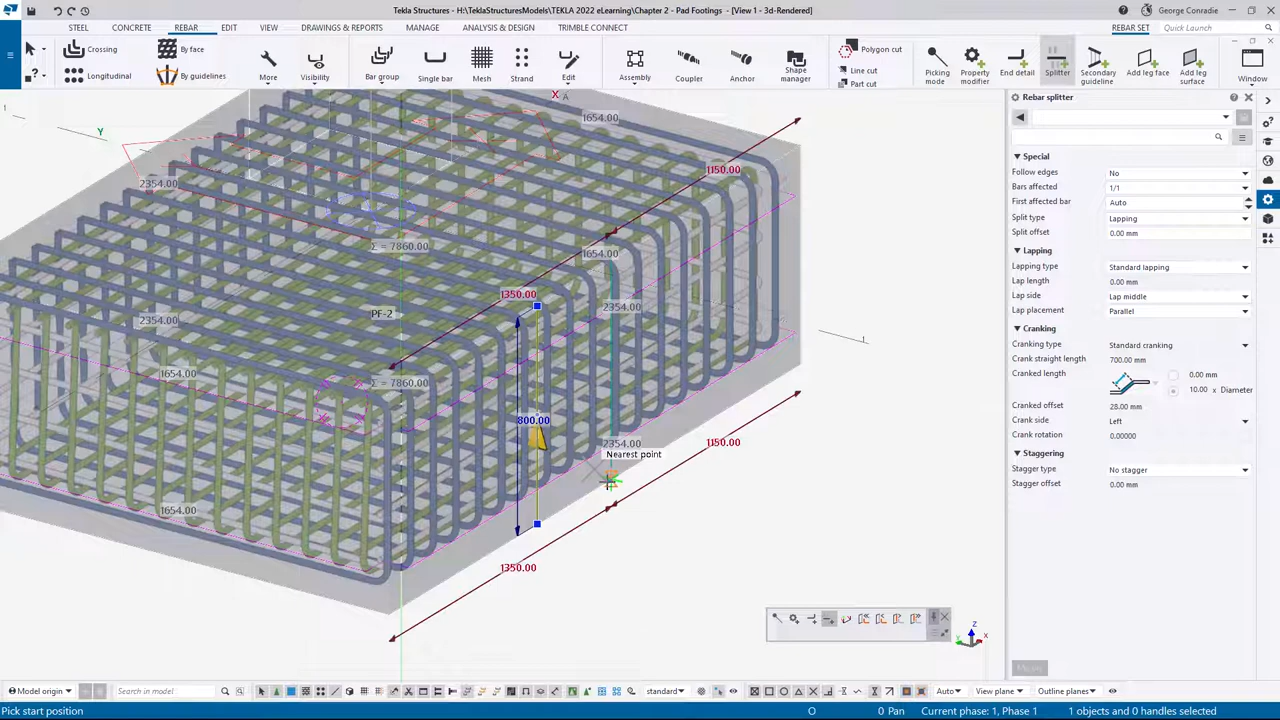 Tekla Structures - H:\TeklaStructuresModels\TEKLA 2022 eLearning\Chapter 2 - Pad Footings - [View 1 - 3d-Rendered]
George Conradie
STEEL CONCRETE REBAR EDIT VIEW DRAWINGS & REPORTS MANAGE ANALYSIS & DESIGN TRIMBLE CONNECT REBAR SET Quick Launch
Crossing
By face
Longitudinal
By guidelines
More
Visibility
Bar group
Single bar
Mesh
Strand
Edit
Assembly
Coupler
Anchor
Shape manager
Polygon cut
Line cut
Part cut
Picking mode
Property modifier
End detail
Splitter
Secondary guideline
Add leg face
Add leg surface
Window
Rebar splitter
Special
Follow edges No
Bars affected 1/1
First affected bar Auto
Split type Lapping
Split offset 0.00 mm
Lapping
Lapping type Standard lapping
Lap length 0.00 mm
Lap side Lap middle
Lap placement Parallel
Cranking
Cranking type Standard cranking
Crank straight length 700.00 mm
Cranked length 0.00 mm
10.00 x Diameter
Cranked offset 28.00 mm
Crank side Left
Crank rotation 0.00000
Staggering
Stagger type No stagger
Stagger offset 0.00 mm
X A
Y
1
1654.00
1150.00
2354.00
Σ = 7860.00
1654.00
1350.00
2354.00
PF-2
2354.00
1654.00
Σ = 7860.00
800.00
2354.00
1150.00
Nearest point
1654.00
1350.00
Z
Y X
Model origin
Search in model
standard
Auto
View plane
Outline planes
Pick start position
O
0 Pan
Current phase: 1, Phase 1
1 objects and 0 handles selected